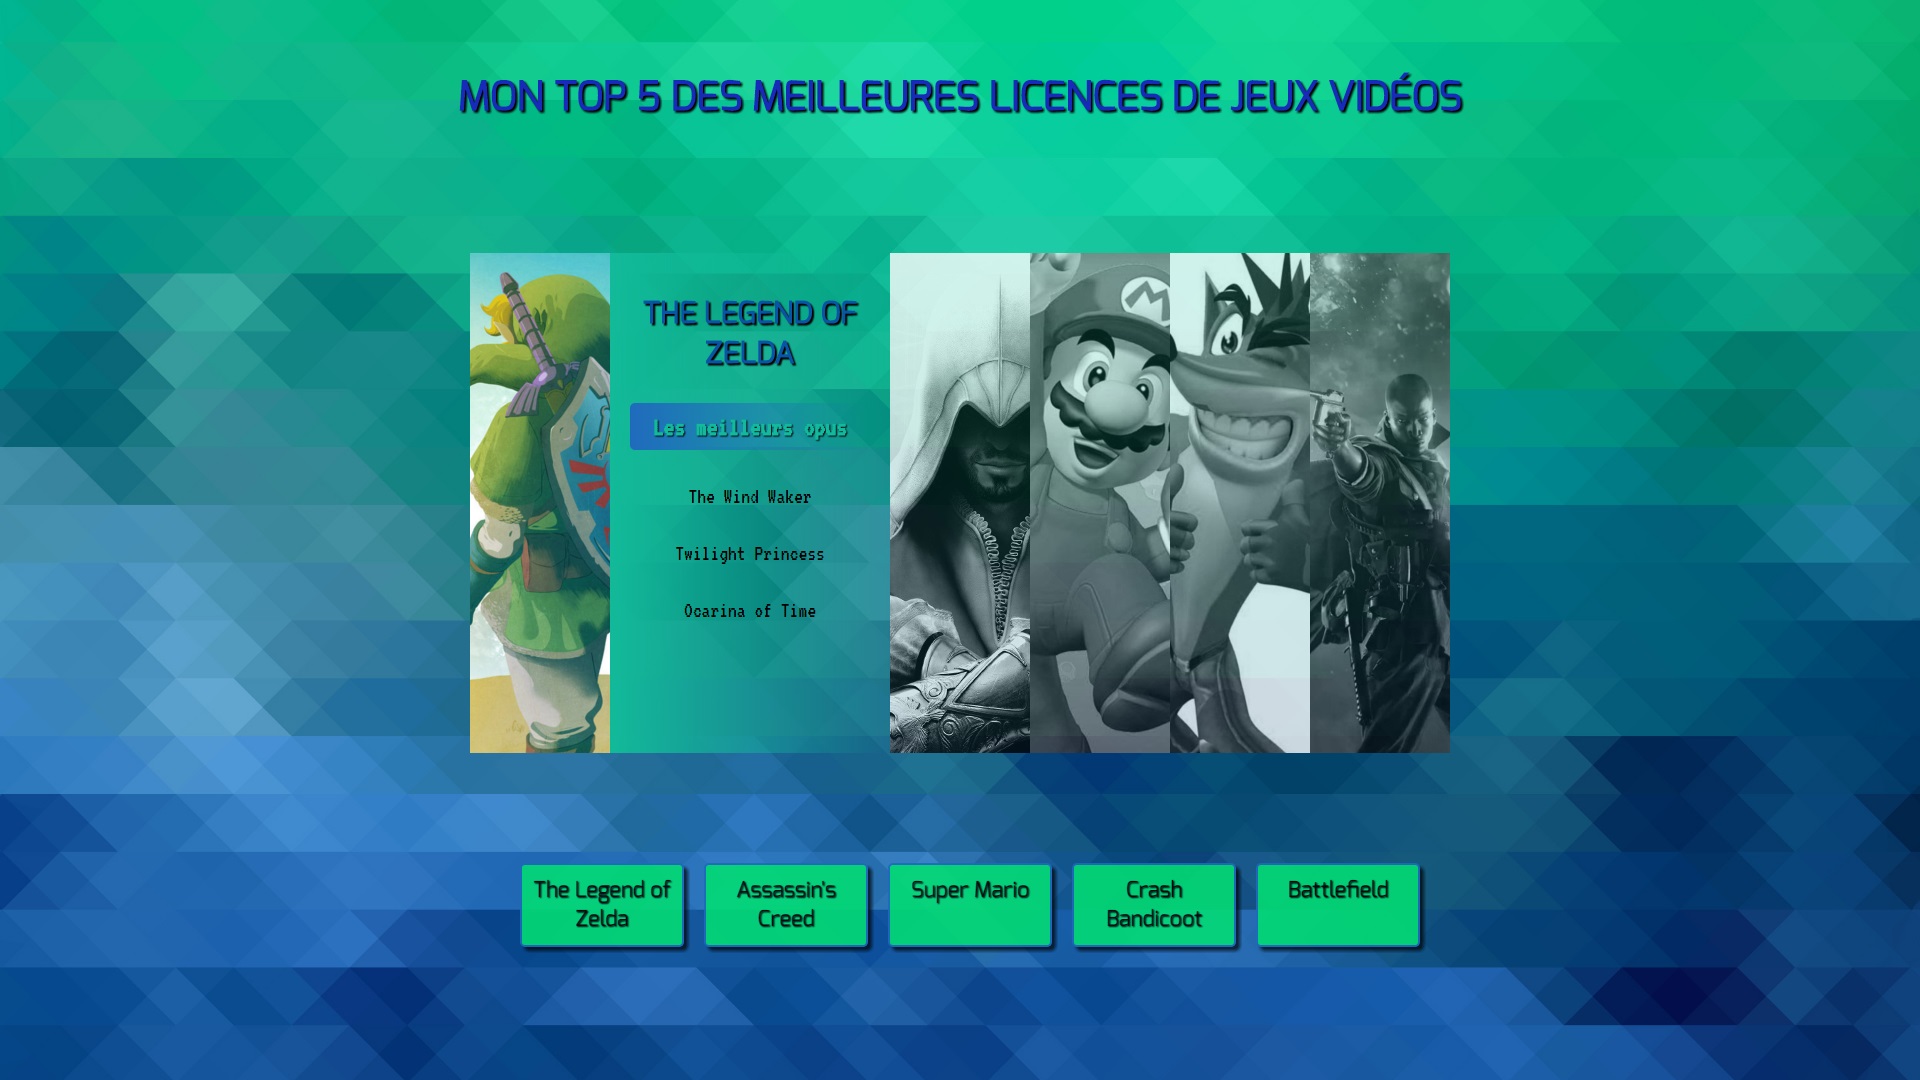 MON TOP 5 DES MEILLEURES LICENCES DE JEUX VIDÉOS
THE LEGEND OF
ZELDA
Les meilleurs opus
The Wind Waker
Twilight Princess
Ocarina of Time
The Legend of
Zelda
Assassin's
Creed
Super Mario
Crash
Bandicoot
Battlefield